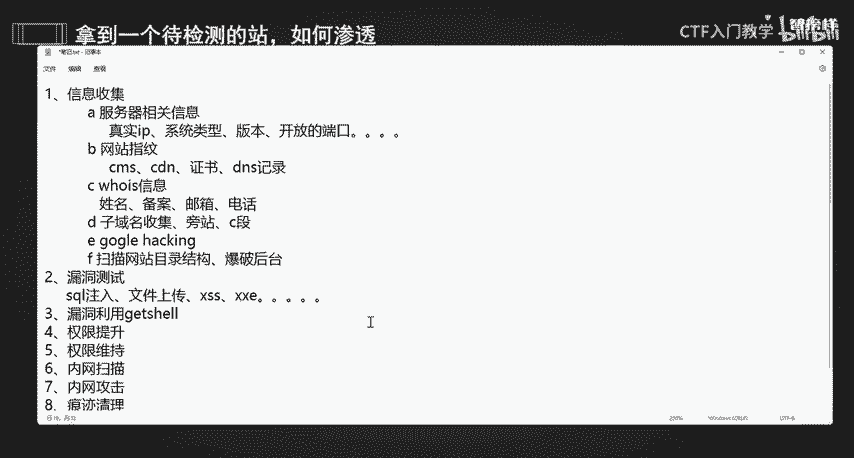 拿到一个待检测的站，如何渗透
CTF入门教学
bilibili
*笔记.txt - 记事本
文件 编辑 查看
1、信息收集
a 服务器相关信息
真实ip、系统类型、版本、开放的端口。。。。
b 网站指纹
cms、cdn、证书、dns记录
c whois信息
姓名、备案、邮箱、电话
d 子域名收集、旁站、c段
e gogle hacking
f 扫描网站目录结构、爆破后台
2、漏洞测试
sql注入、文件上传、xss、xxe。。。。。
3、漏洞利用getshell
4、权限提升
5、权限维持
6、内网扫描
7、内网攻击
8、痕迹清理
UTF-8